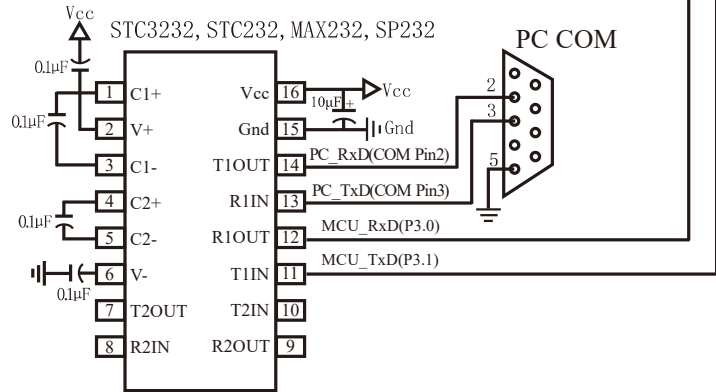 Vcc
STC3232, STC232, MAX232, SP232
PC COM
0.1μF
0.1μF
1 C1+
2 V+
3 C1-
4 C2+
5 C2-
6 V-
7 T2OUT
8 R2IN
0.1μF
0.1μF
Vcc 16
Gnd 15
T1OUT 14
R1IN 13
R1OUT 12
T1IN 11
T2IN 10
R2OUT 9
Vcc
10μF +
Gnd
PC_RxD(COM Pin2)
PC_TxD(COM Pin3)
MCU_RxD(P3.0)
MCU_TxD(P3.1)
2
3
5